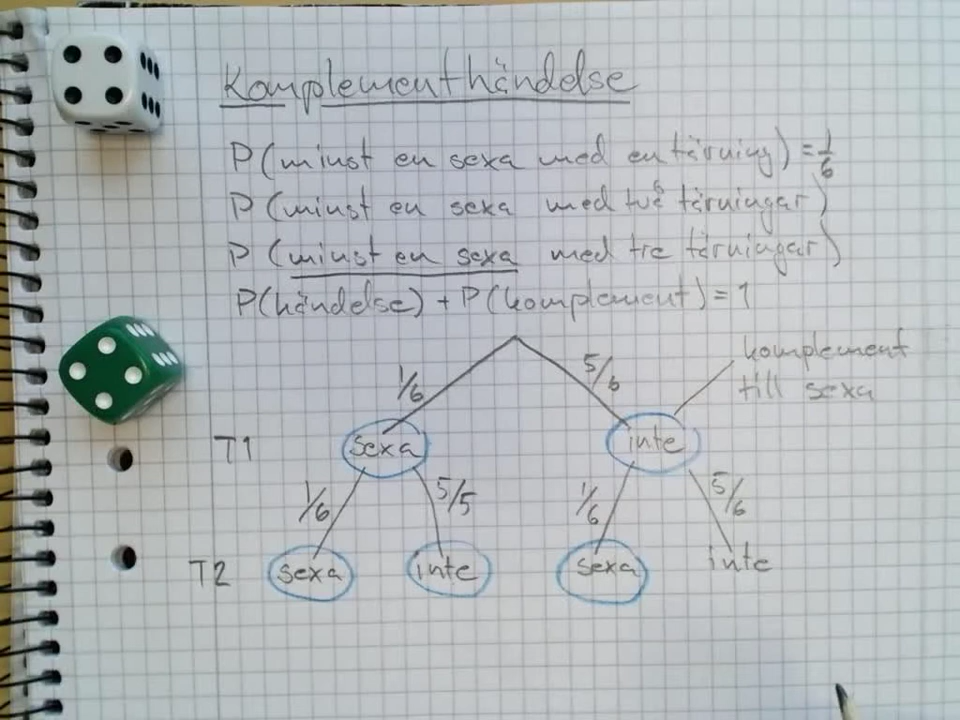 Komplementhändelse
P(minst en sexa med en tärning) = 1/6
P(minst en sexa med två tärningar)
P(minst en sexa med tre tärningar)
P(händelse) + P(komplement) = 1
komplement
till sexa
1/6 5/6
T1 sexa inte
1/6 5/5 1/6 5/6
T2 sexa inte sexa inte